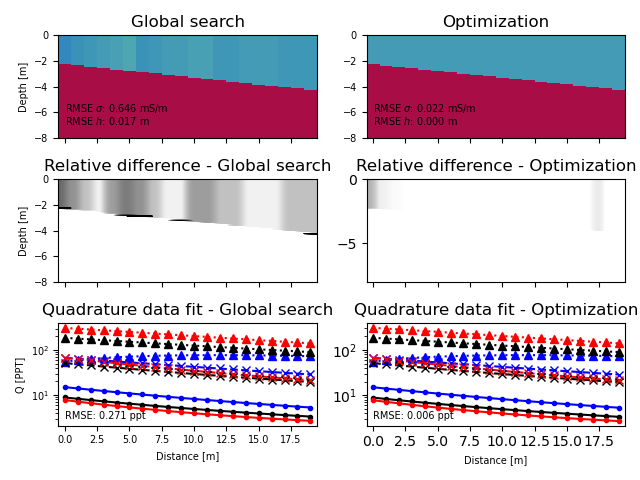 Global search
Optimization
0
−2
−4
−6
−8
Depth [m]
RMSE σ: 0.646 mS/m
RMSE h: 0.017 m
0
−2
−4
−6
−8
RMSE σ: 0.022 mS/m
RMSE h: 0.000 m
Relative difference - Global search
Relative difference - Optimization
0
−2
−4
−6
−8
Depth [m]
0
−5
Quadrature data fit - Global search
Quadrature data fit - Optimization
10²
10¹
Q [PPT]
RMSE: 0.271 ppt
0.0 2.5 5.0 7.5 10.0 12.5 15.0 17.5
Distance [m]
10²
10¹
RMSE: 0.006 ppt
0.0 2.5 5.0 7.5 10.0 12.5 15.0 17.5
Distance [m]